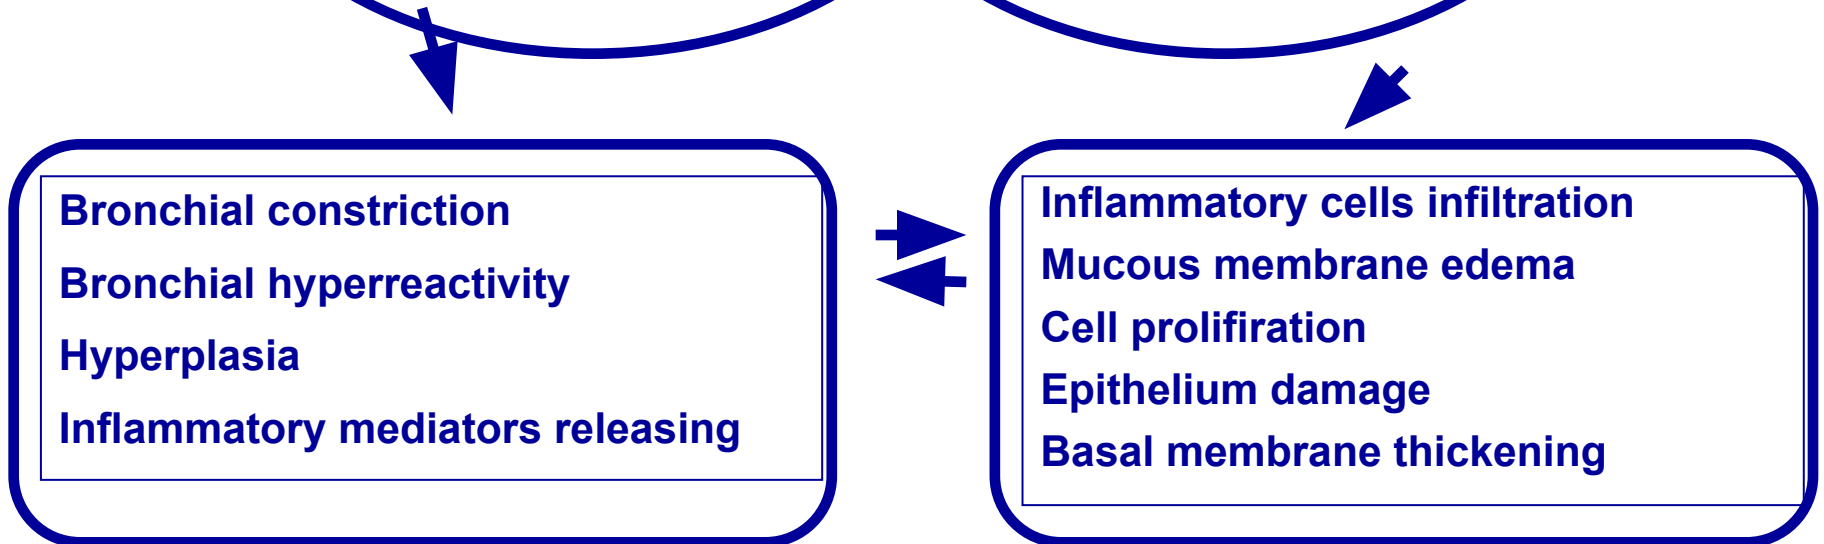 Bronchial constriction
Bronchial hyperreactivity
Hyperplasia
Inflammatory mediators releasing
Inflammatory cells infiltration
Mucous membrane edema
Cell prolifiration
Epithelium damage
Basal membrane thickening